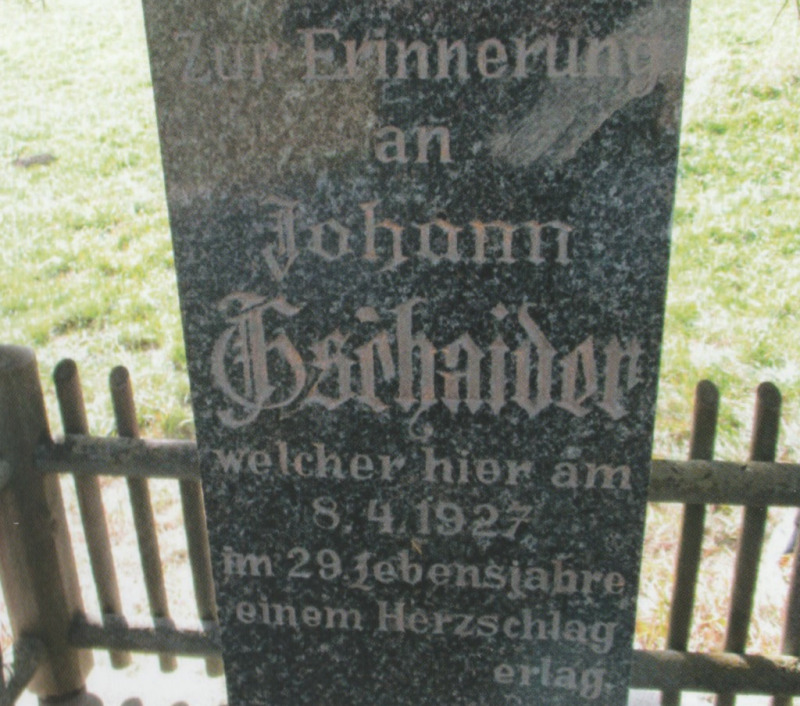 Zur Erinnerung
an
Johann
Gschaider
welcher hier am
8. 4. 1927
im 29. Lebensjahre
einem Herzschlag
erlag.